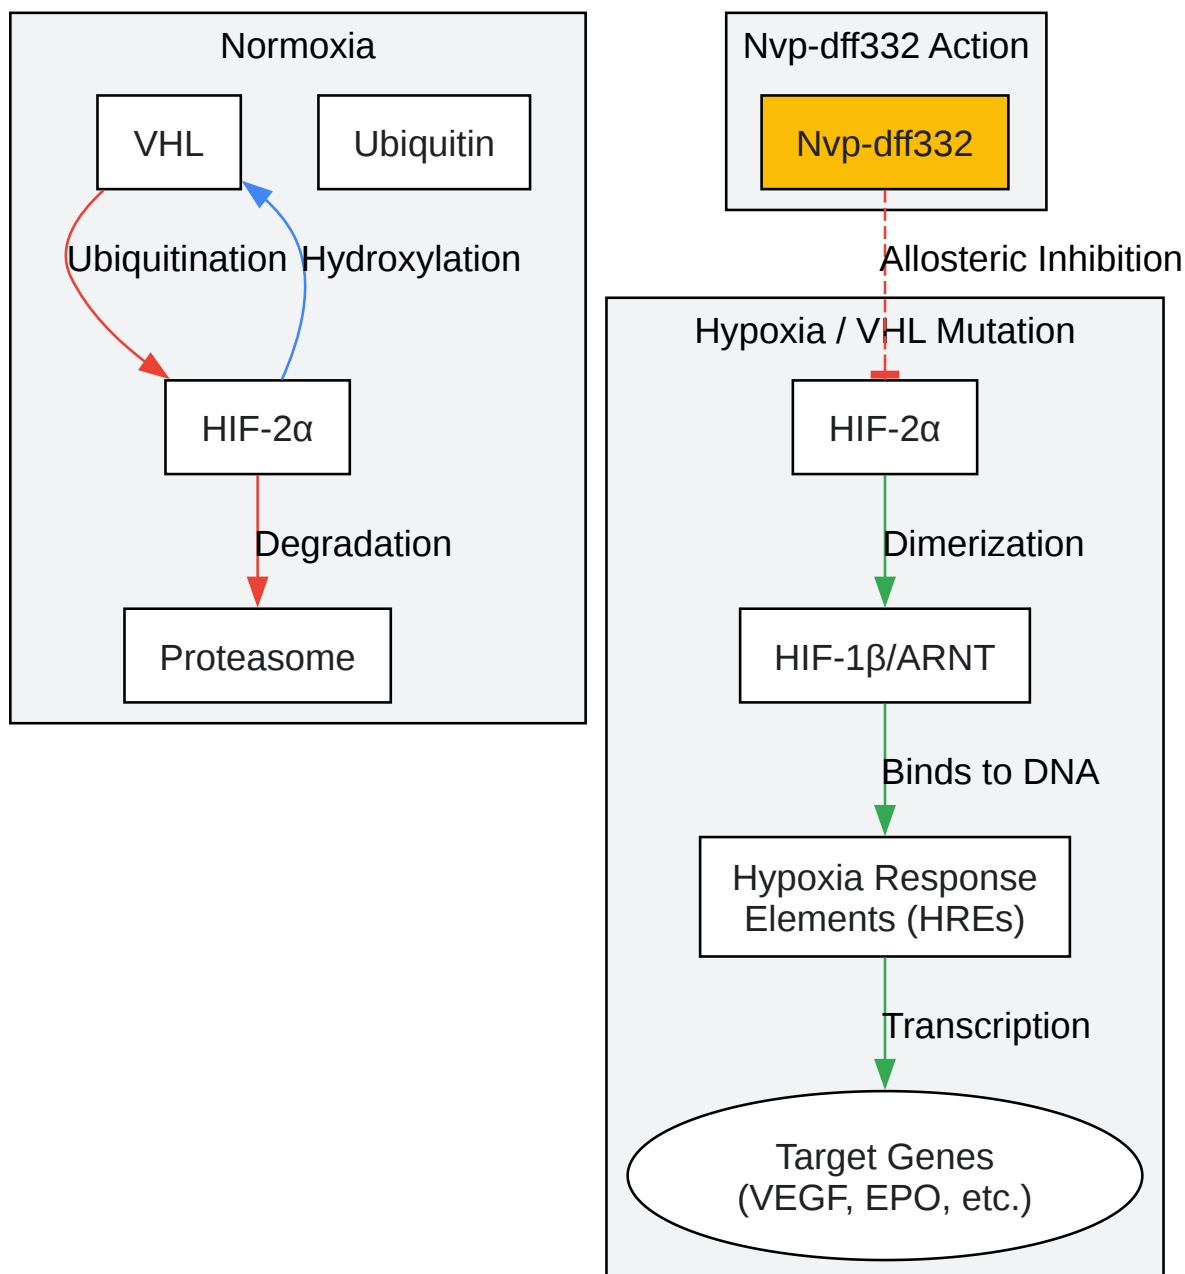 Normoxia
VHL
Ubiquitin
Ubiquitination
Hydroxylation
HIF-2α
Degradation
Proteasome
Nvp-dff332 Action
Nvp-dff332
Allosteric Inhibition
Hypoxia / VHL Mutation
HIF-2α
Dimerization
HIF-1β/ARNT
Binds to DNA
Hypoxia Response
Elements (HREs)
Transcription
Target Genes
(VEGF, EPO, etc.)